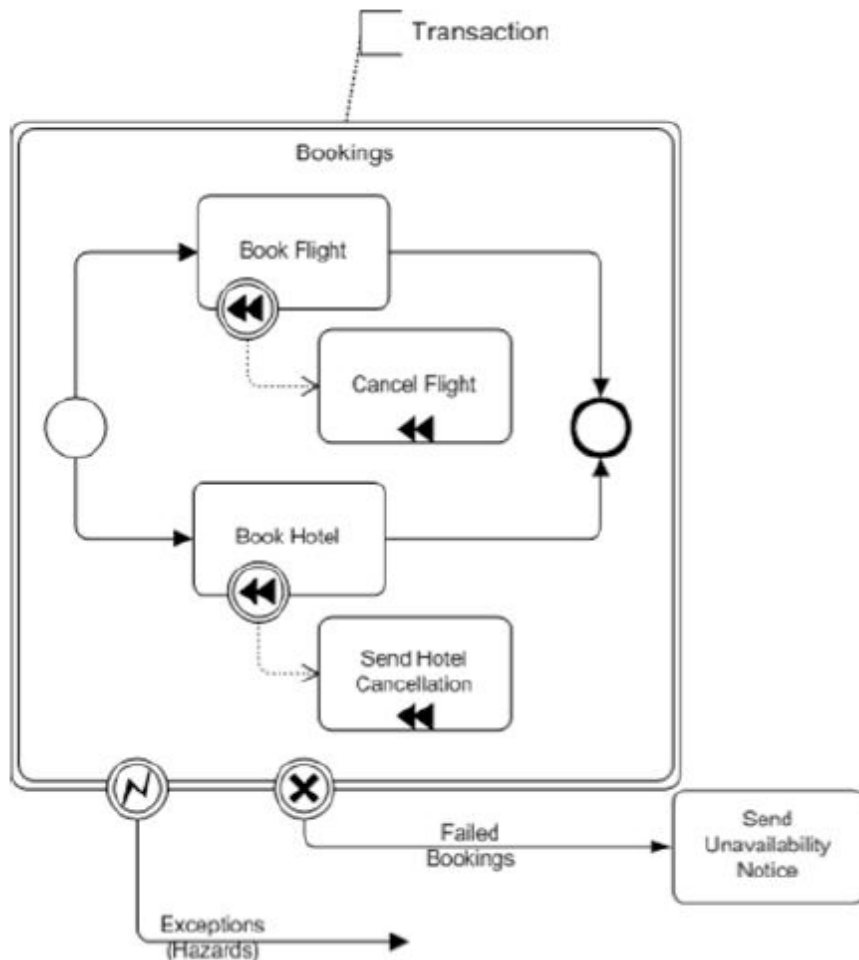 Transaction
Bookings
Book Flight
Cancel Flight
Book Hotel
Send Hotel
Cancellation
Failed
Bookings
Send
Unavailability
Notice
Exceptions
(Hazards)